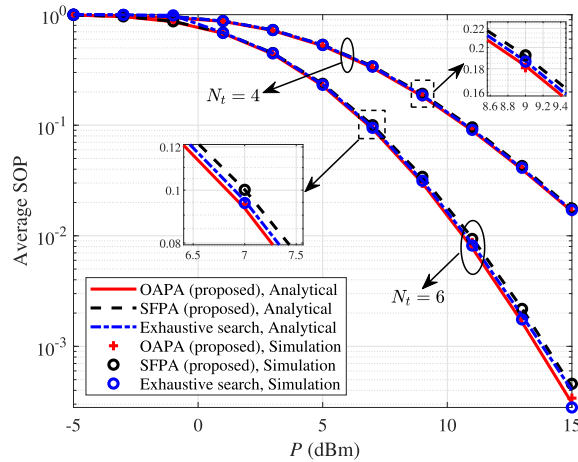 10^0
10^-1
10^-2
10^-3
Average SOP
-5
0
5
10
15
P (dBm)
N_t = 4
N_t = 6
0.22
0.2
0.18
0.16
8.6 8.8 9 9.2 9.4
0.12
0.1
0.08
6.5 7 7.5
OAPA (proposed), Analytical
SFPA (proposed), Analytical
Exhaustive search, Analytical
OAPA (proposed), Simulation
SFPA (proposed), Simulation
Exhaustive search, Simulation